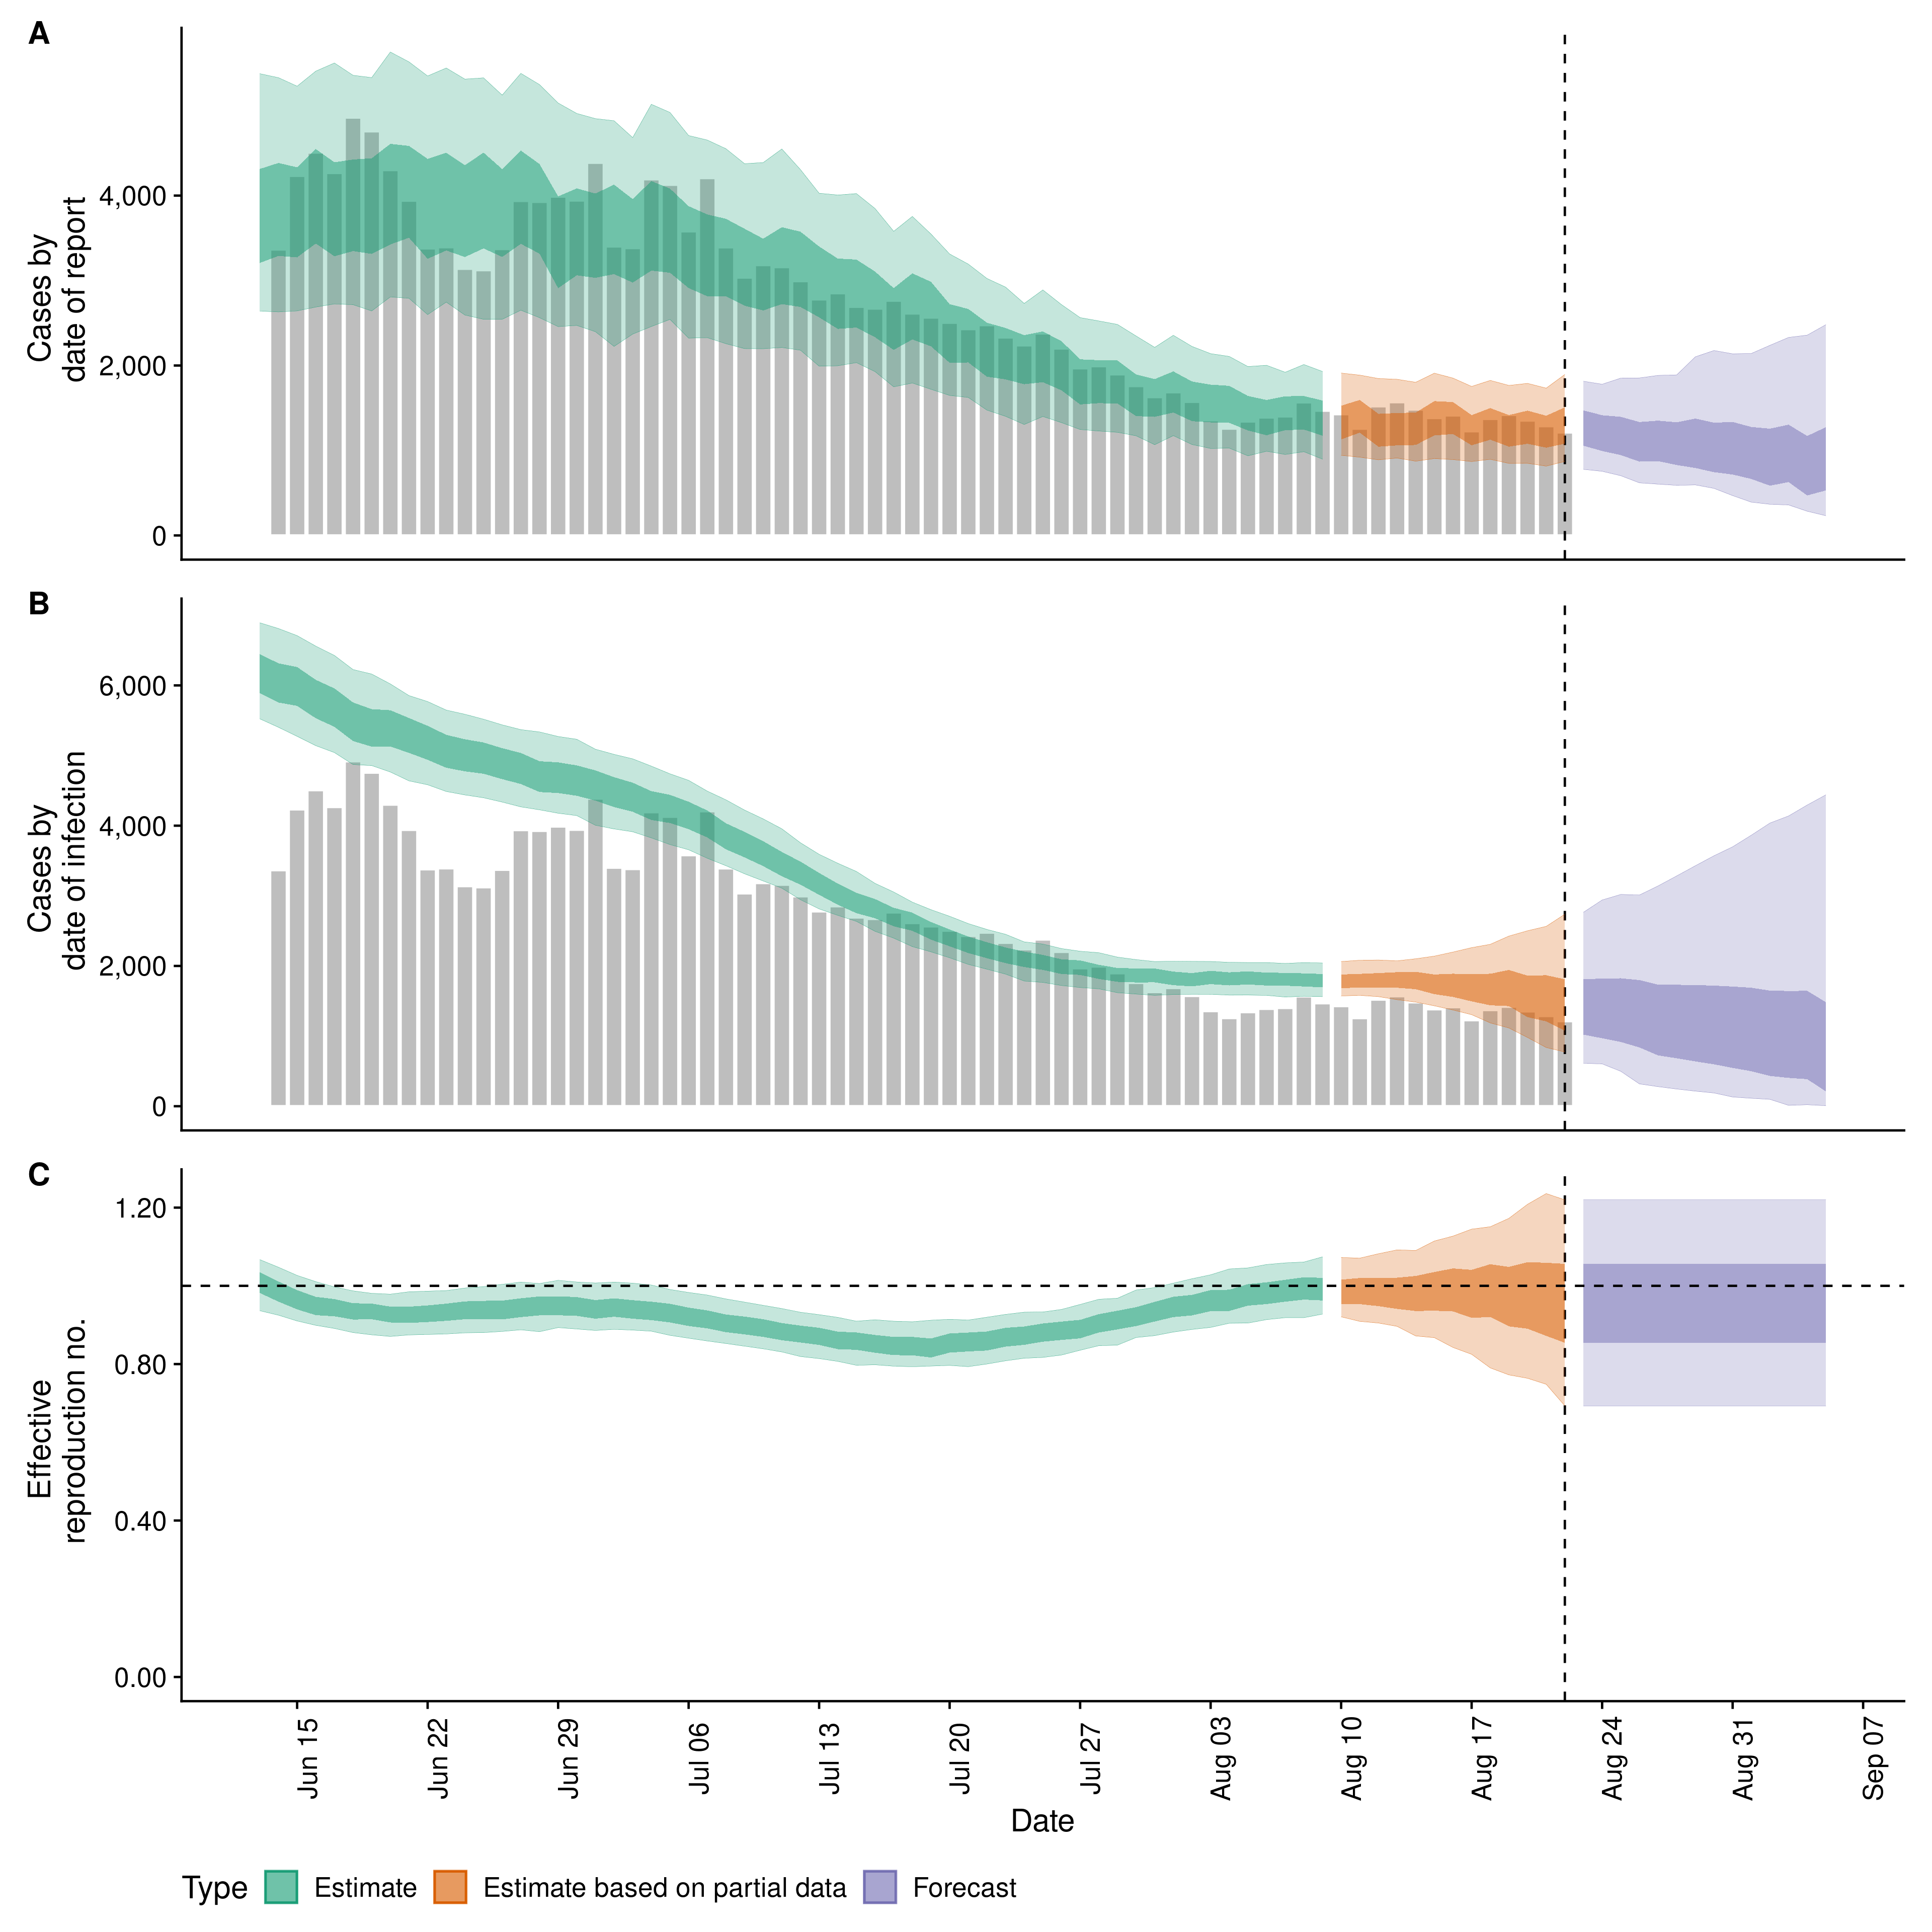 A
Cases by
date of report
4,000
2,000
0
B
Cases by
date of infection
6,000
4,000
2,000
0
C
Effective
reproduction no.
1.20
0.80
0.40
0.00
Jun 15
Jun 22
Jun 29
Jul 06
Jul 13
Jul 20
Jul 27
Aug 03
Aug 10
Aug 17
Aug 24
Aug 31
Sep 07
Date
Type
Estimate
Estimate based on partial data
Forecast